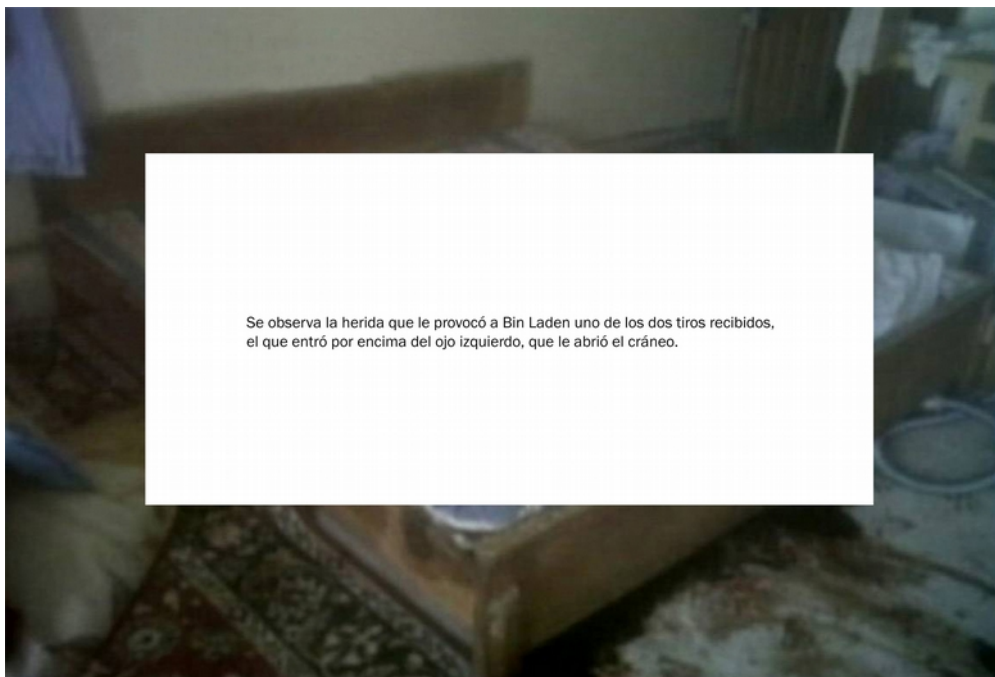 Se observa la herida que le provocó a Bin Laden uno de los dos tiros recibidos,
el que entró por encima del ojo izquierdo, que le abrió el cráneo.